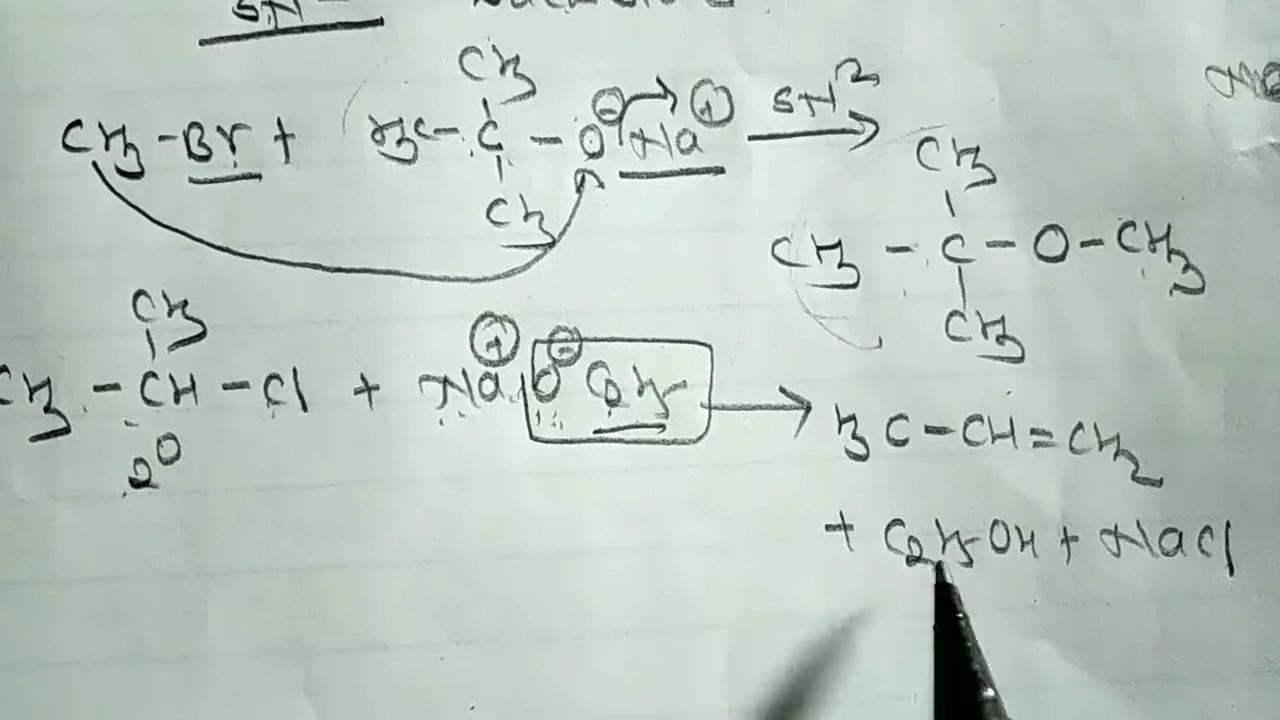 SN
CH3
CH3-Br + H3C-C-O⊖Na⊕ SN2→
CH3
CH3
CH3-C-O-CH3
CH3
CH3
CH3-CH-Cl + Na⊕O⊖C2H5 → H3C-CH=CH2
2°
+ C2H5OH + NaCl